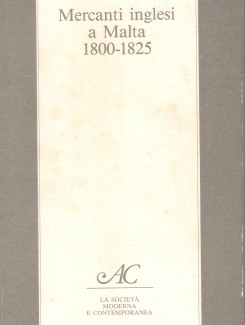 Mercanti inglesi
a Malta
1800-1825
AC
LA SOCIETÀ
MODERNA
E CONTEMPORANEA